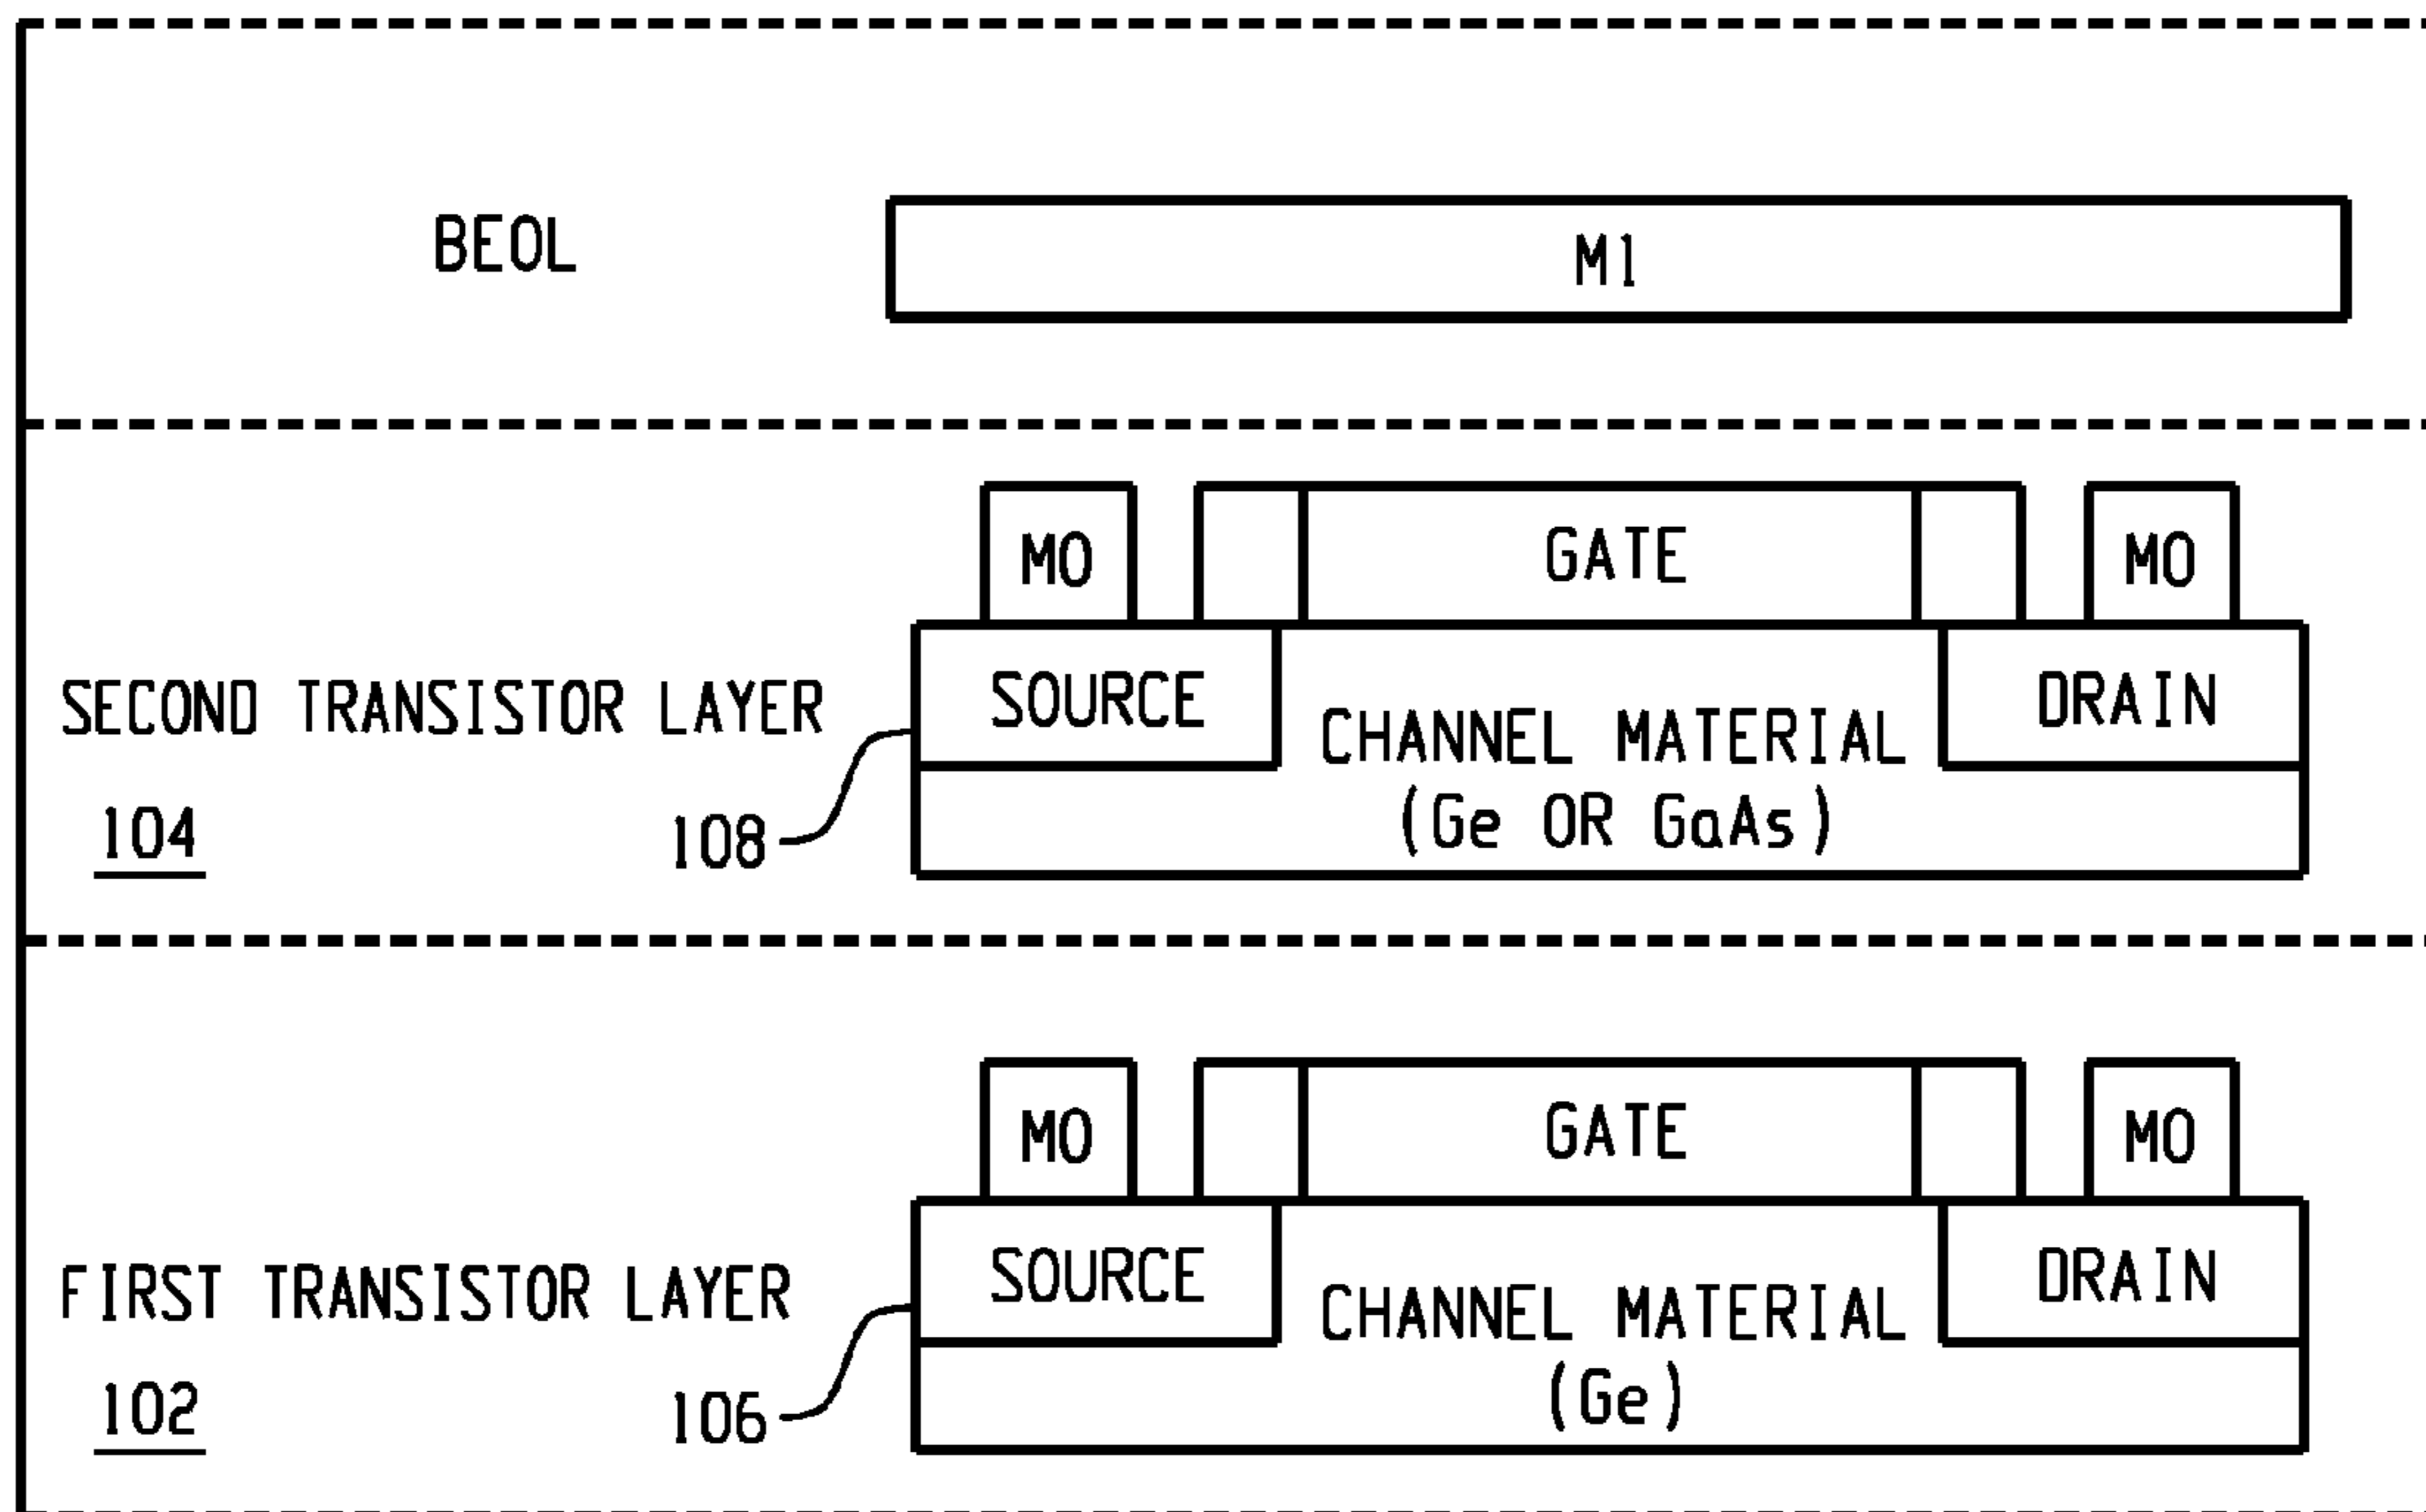 BEOL
M1
MO
GATE
MO
SOURCE
DRAIN
SECOND TRANSISTOR LAYER
CHANNEL MATERIAL
(Ge OR GaAs)
104
108
MO
GATE
MO
SOURCE
DRAIN
FIRST TRANSISTOR LAYER
CHANNEL MATERIAL
(Ge)
102
106